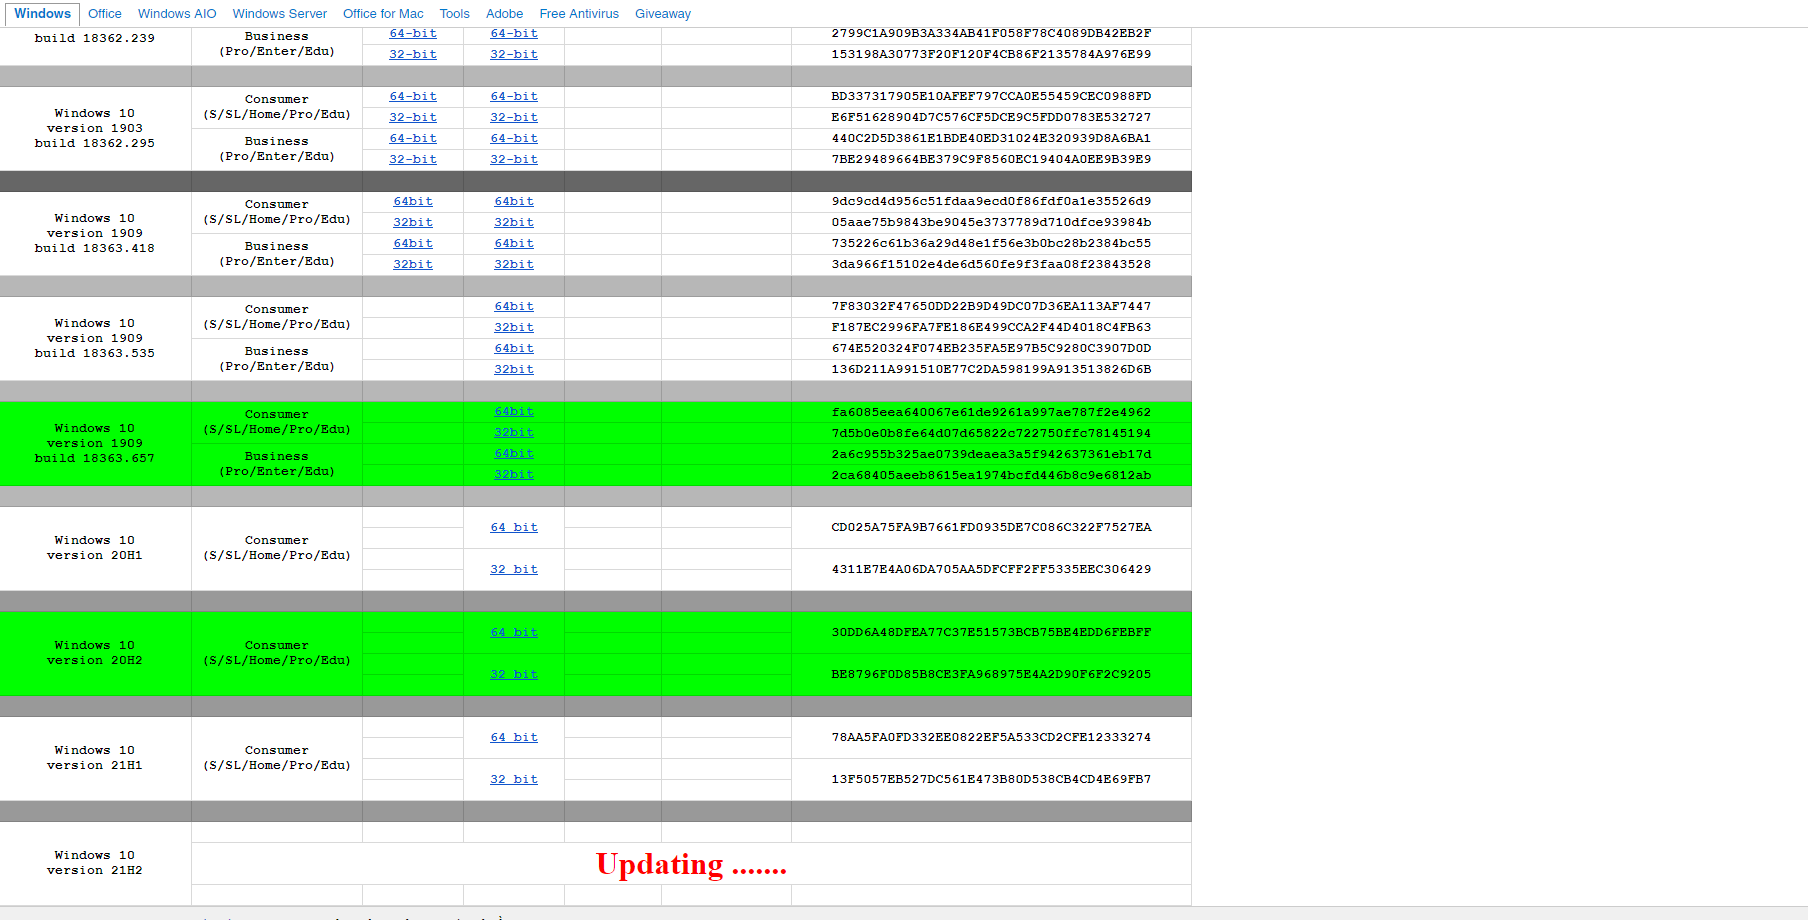 Windows Office Windows AIO Windows Server Office for Mac Tools Adobe Free Antivirus Giveaway
build 18362.239
Business
(Pro/Enter/Edu)
64-bit 64-bit 2799C1A909B3A334AB41F058F78C4089DB42EB2F
32-bit 32-bit 153198A30773F20F120F4CB86F2135784A976E99
Windows 10
version 1903
build 18362.295
Consumer
(S/SL/Home/Pro/Edu)
64-bit 64-bit BD337317905E10AFEF797CCA0E55459CEC0988FD
32-bit 32-bit E6F51628904D7C576CF5DCE9C5FDD0783E532727
Business
(Pro/Enter/Edu)
64-bit 64-bit 440C2D5D3861E1BDE40ED31024E320939D8A6BA1
32-bit 32-bit 7BE29489664BE379C9F8560EC19404A0EE9B39E9
Windows 10
version 1909
build 18363.418
Consumer
(S/SL/Home/Pro/Edu)
64bit 64bit 9dc9cd4d956c51fdaa9ecd0f86fdf0a1e35526d9
32bit 32bit 05aae75b9843be9045e3737789d710dfce93984b
Business
(Pro/Enter/Edu)
64bit 64bit 735226c61b36a29d48e1f56e3b0bc28b2384bc55
32bit 32bit 3da966f15102e4de6d560fe9f3faa08f23843528
Windows 10
version 1909
build 18363.535
Consumer
(S/SL/Home/Pro/Edu)
64bit 7F83032F47650DD22B9D49DC07D36EA113AF7447
32bit F187EC2996FA7FE186E499CCA2F44D4018C4FB63
Business
(Pro/Enter/Edu)
64bit 674E520324F074EB235FA5E97B5C9280C3907D0D
32bit 136D211A991510E77C2DA598199A913513826D6B
Windows 10
version 1909
build 18363.657
Consumer
(S/SL/Home/Pro/Edu)
64bit fa6085eea640067e61de9261a997ae787f2e4962
32bit 7d5b0e0b8fe64d07d65822c722750ffc78145194
Business
(Pro/Enter/Edu)
64bit 2a6c955b325ae0739deaea3a5f942637361eb17d
32bit 2ca68405aeeb8615ea1974bcfd446b8c9e6812ab
Windows 10
version 20H1
Consumer
(S/SL/Home/Pro/Edu)
64 bit CD025A75FA9B7661FD0935DE7C086C322F7527EA
32 bit 4311E7E4A06DA705AA5DFCFF2FF5335EEC306429
Windows 10
version 20H2
Consumer
(S/SL/Home/Pro/Edu)
64 bit 30DD6A48DFEA77C37E51573BCB75BE4EDD6FEBFF
32 bit BE8796F0D85B8CE3FA968975E4A2D90F6F2C9205
Windows 10
version 21H1
Consumer
(S/SL/Home/Pro/Edu)
64 bit 78AA5FA0FD332EE0822EF5A533CD2CFE12333274
32 bit 13F5057EB527DC561E473B80D538CB4CD4E69FB7
Windows 10
version 21H2
Updating .......